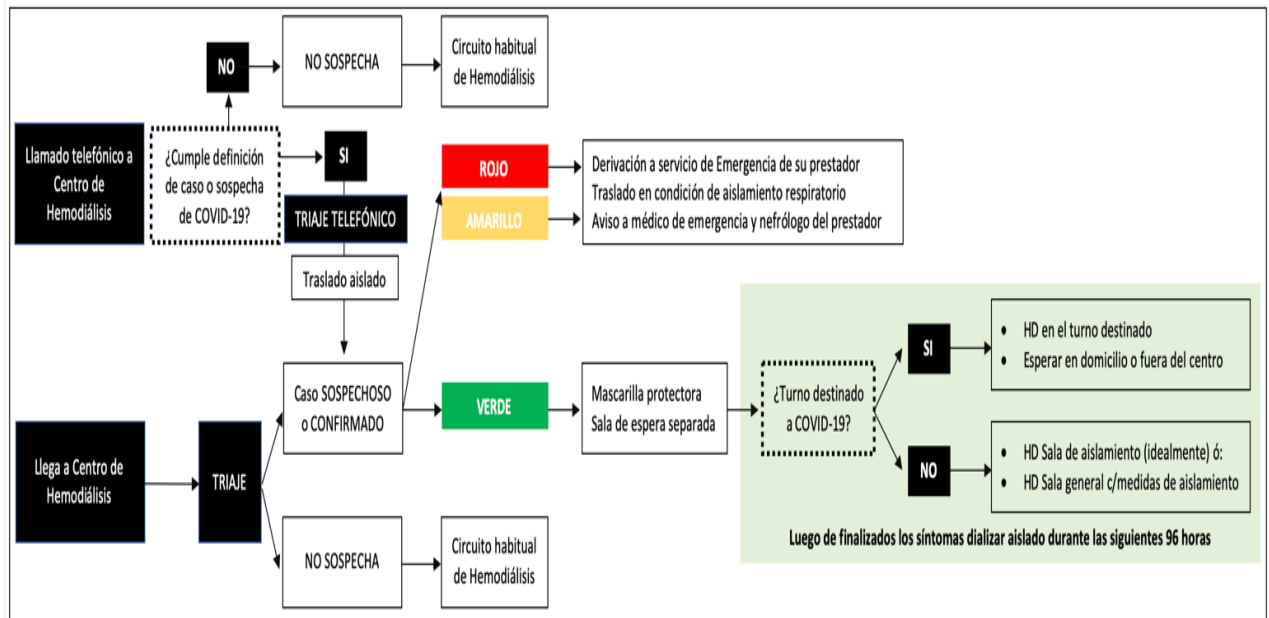 NO
NO SOSPECHA
Circuito habitual
de Hemodiálisis
Llamado telefónico a
Centro de
Hemodiálisis
¿Cumple definición
de caso o sospecha
de COVID-19?
SI
TRIAJE TELEFÓNICO
Traslado aislado
ROJO
AMARILLO
Derivación a servicio de Emergencia de su prestador
Traslado en condición de aislamiento respiratorio
Aviso a médico de emergencia y nefrólogo del prestador
Caso SOSPECHOSO
o CONFIRMADO
VERDE
Mascarilla protectora
Sala de espera separada
¿Turno destinado
a COVID-19?
SI
• HD en el turno destinado
• Esperar en domicilio o fuera del centro
NO
• HD Sala de aislamiento (idealmente) ó:
• HD Sala general c/medidas de aislamiento
Luego de finalizados los síntomas dializar aislado durante las siguientes 96 horas
Llega a Centro de
Hemodiálisis
TRIAJE
NO SOSPECHA
Circuito habitual
de Hemodiálisis